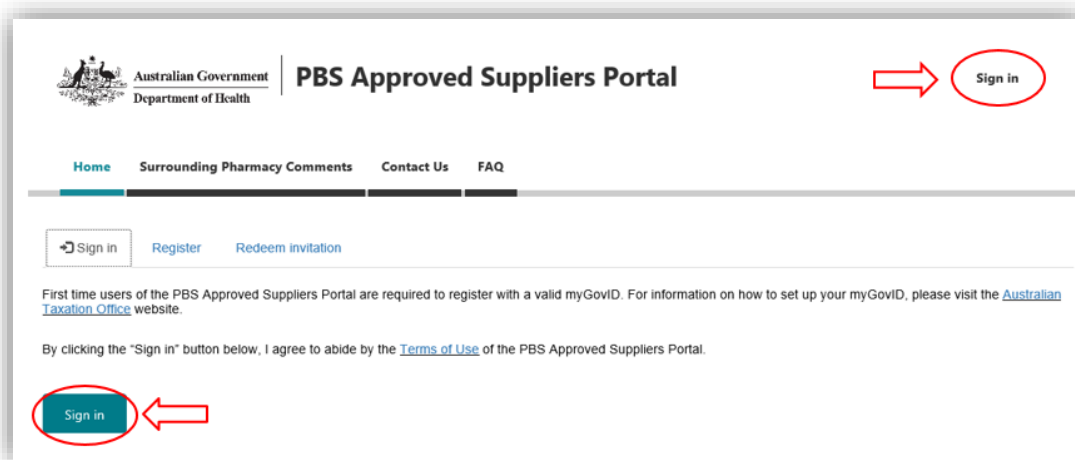 Australian Government
Department of Health
PBS Approved Suppliers Portal
Sign in
Home Surrounding Pharmacy Comments Contact Us FAQ
Sign in Register Redeem invitation
First time users of the PBS Approved Suppliers Portal are required to register with a valid myGovID. For information on how to set up your myGovID, please visit the Australian
Taxation Office website.
By clicking the "Sign in" button below, I agree to abide by the Terms of Use of the PBS Approved Suppliers Portal.
Sign in